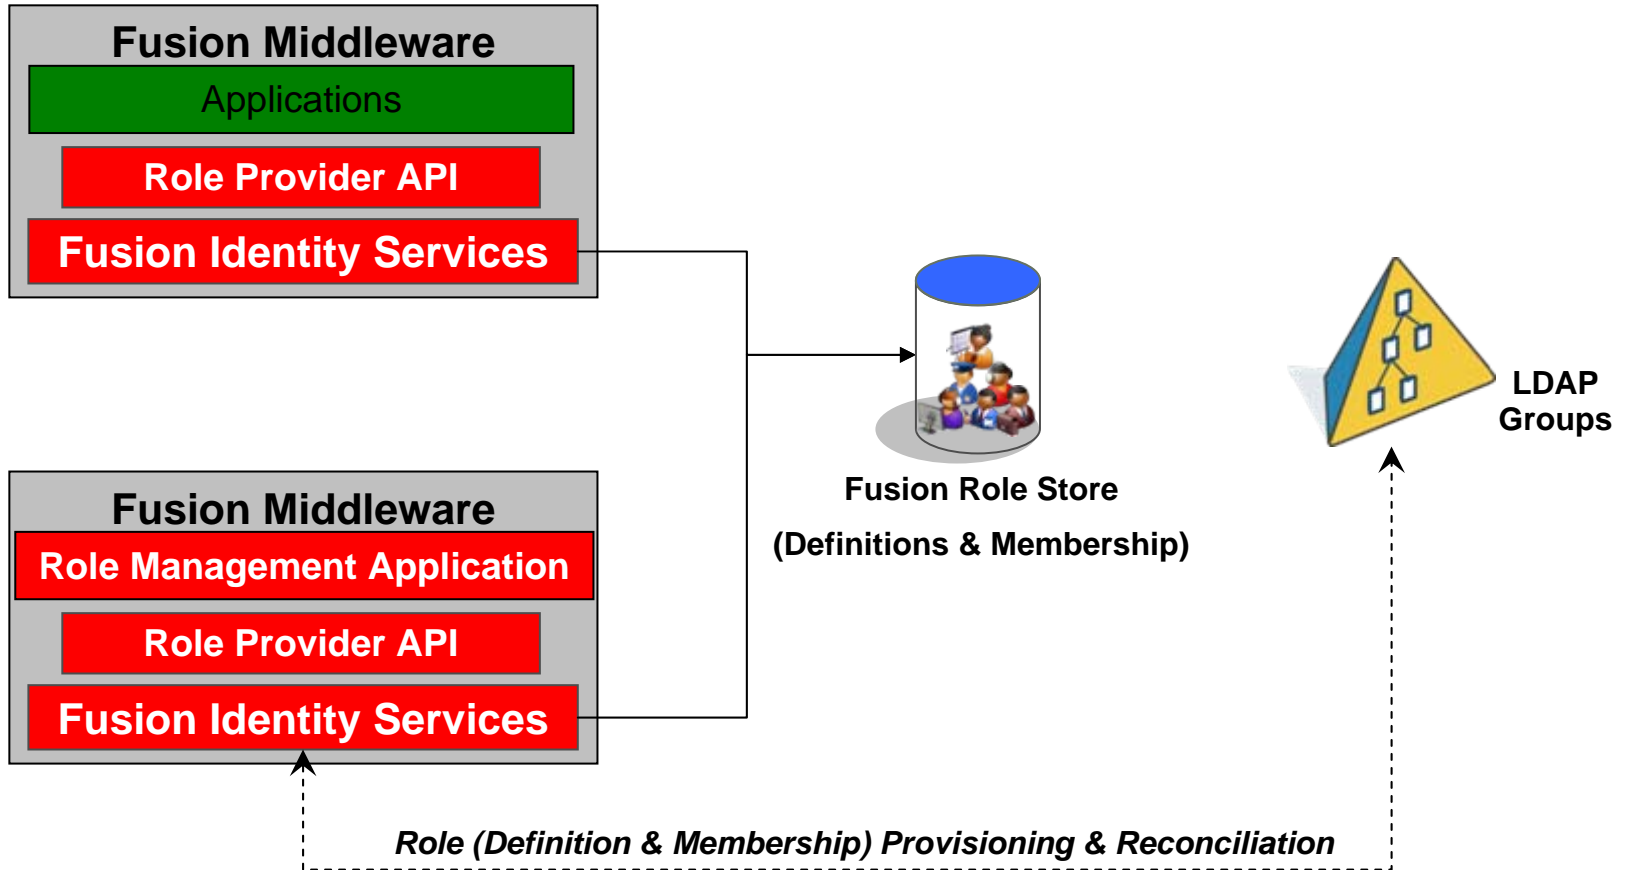 Fusion Middleware
Applications
Role Provider API
Fusion Identity Services
Fusion Role Store
(Definitions & Membership)
LDAP
Groups
Fusion Middleware
Role Management Application
Role Provider API
Fusion Identity Services
Role (Definition & Membership) Provisioning & Reconciliation